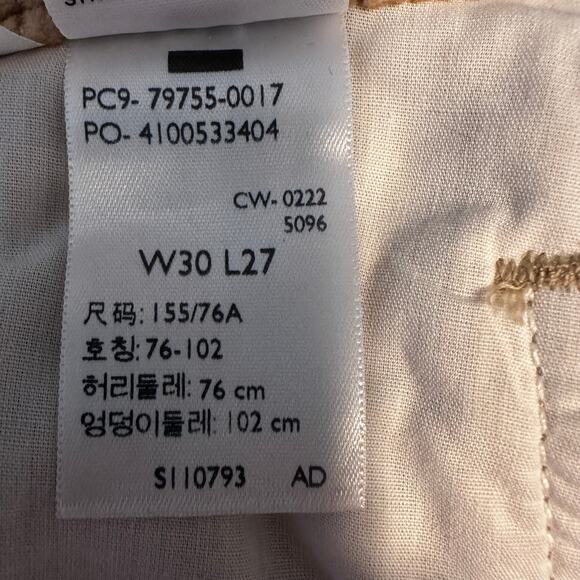 PC9- 79755-0017
PO- 4100533404
CW- 0222
5096
W30 L27
尺码: 155/76A
호칭: 76-102
허리둘레: 76 cm
엉덩이둘레: 102 cm
S110793 AD